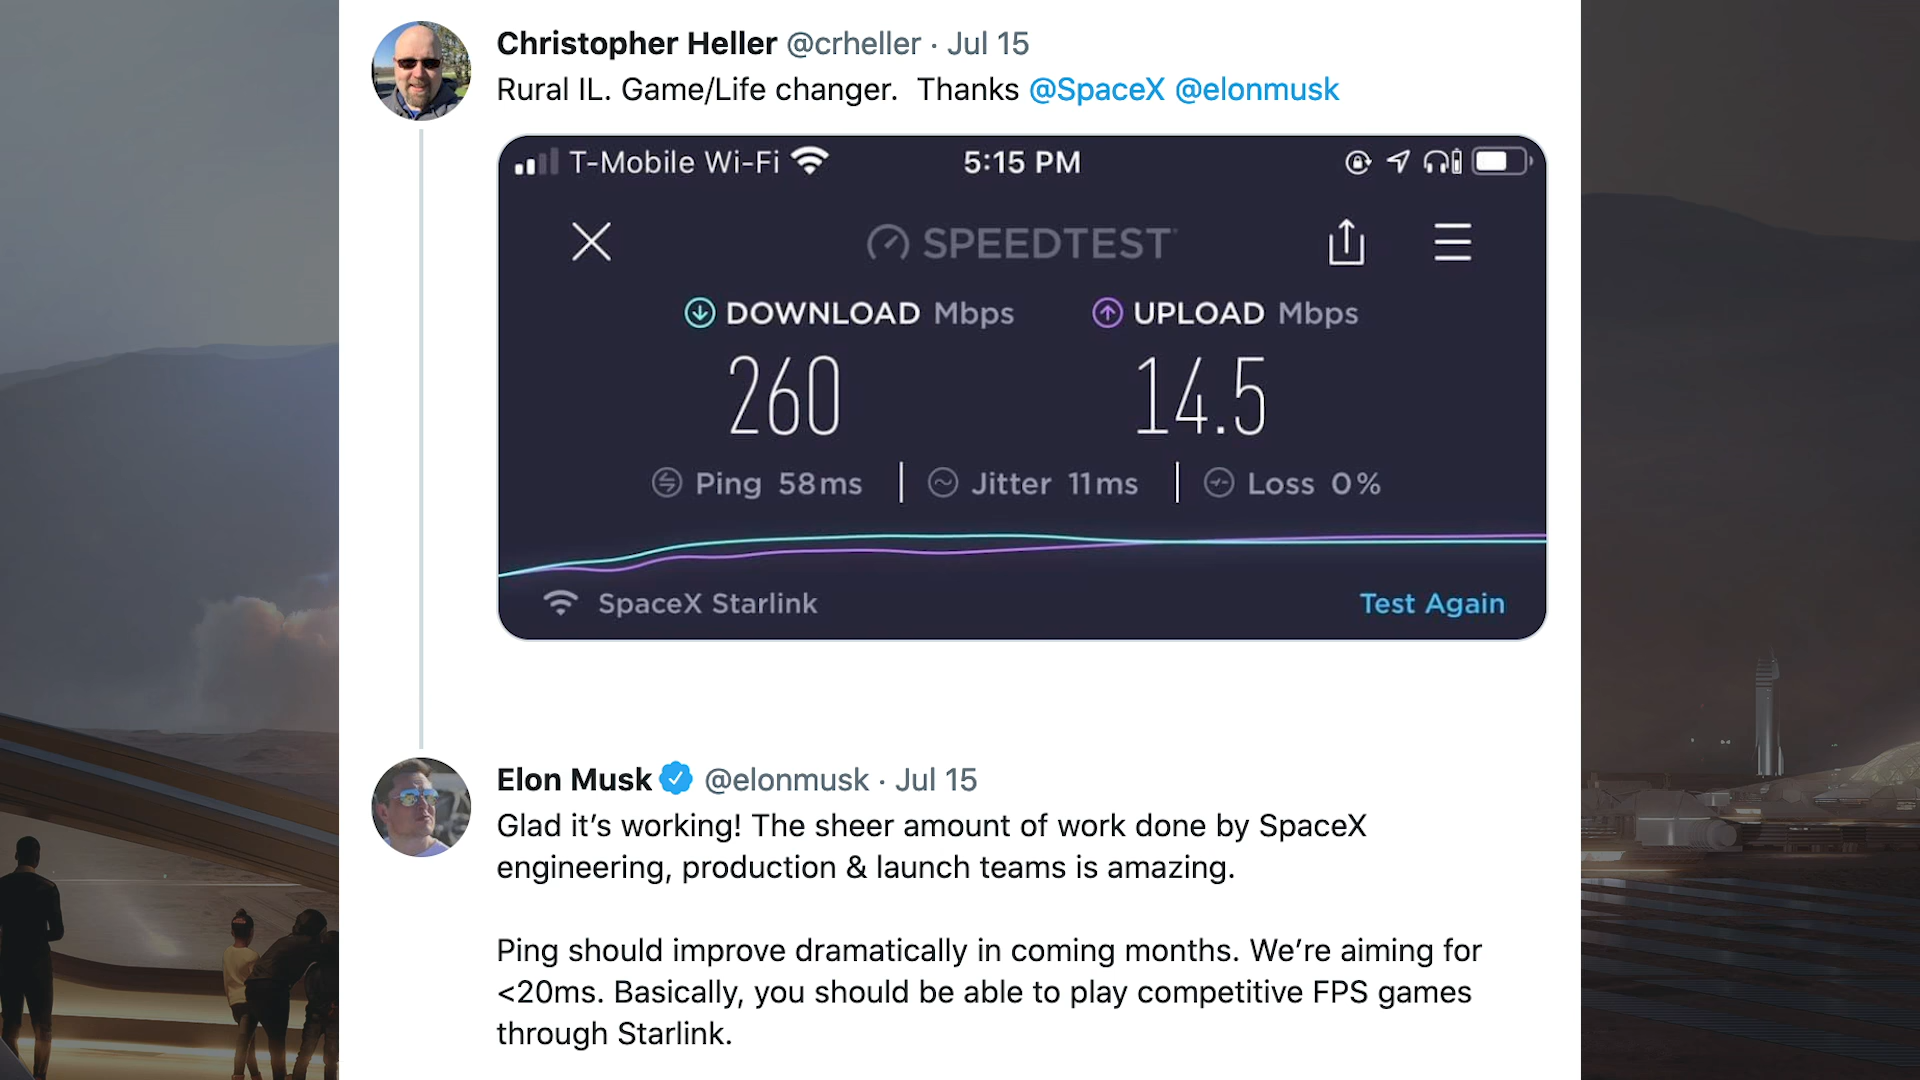 Christopher Heller @crheller · Jul 15
Rural IL. Game/Life changer. Thanks @SpaceX @elonmusk
T-Mobile Wi-Fi 5:15 PM
SPEEDTEST
DOWNLOAD Mbps UPLOAD Mbps
260 14.5
Ping 58ms Jitter 11ms Loss 0%
SpaceX Starlink Test Again
Elon Musk @elonmusk · Jul 15
Glad it’s working! The sheer amount of work done by SpaceX
engineering, production & launch teams is amazing.
Ping should improve dramatically in coming months. We’re aiming for
<20ms. Basically, you should be able to play competitive FPS games
through Starlink.